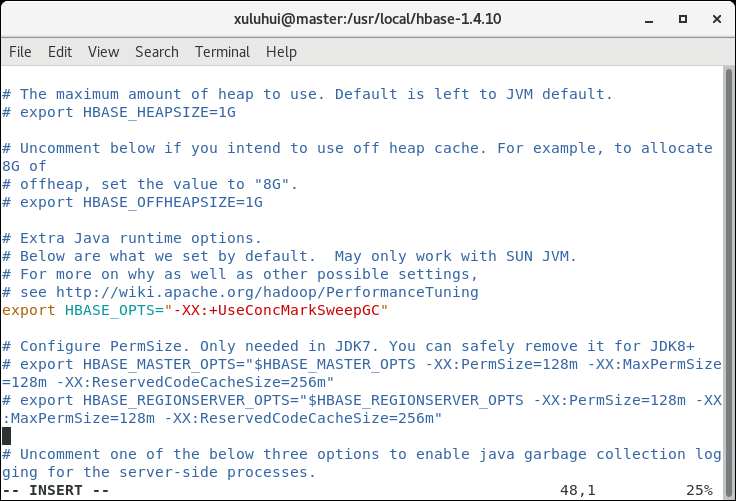 xuluhui@master:/usr/local/hbase-1.4.10
File Edit View Search Terminal Help
# The maximum amount of heap to use. Default is left to JVM default.
# export HBASE_HEAPSIZE=1G
# Uncomment below if you intend to use off heap cache. For example, to allocate
8G of
# offheap, set the value to "8G".
# export HBASE_OFFHEAPSIZE=1G
# Extra Java runtime options.
# Below are what we set by default.  May only work with SUN JVM.
# For more on why as well as other possible settings,
# see http://wiki.apache.org/hadoop/PerformanceTuning
export HBASE_OPTS="-XX:+UseConcMarkSweepGC"
# Configure PermSize. Only needed in JDK7. You can safely remove it for JDK8+
# export HBASE_MASTER_OPTS="$HBASE_MASTER_OPTS -XX:PermSize=128m -XX:MaxPermSize
=128m -XX:ReservedCodeCacheSize=256m"
# export HBASE_REGIONSERVER_OPTS="$HBASE_REGIONSERVER_OPTS -XX:PermSize=128m -XX
:MaxPermSize=128m -XX:ReservedCodeCacheSize=256m"
# Uncomment one of the below three options to enable java garbage collection log
ging for the server-side processes.
-- INSERT -- 48,1 25%